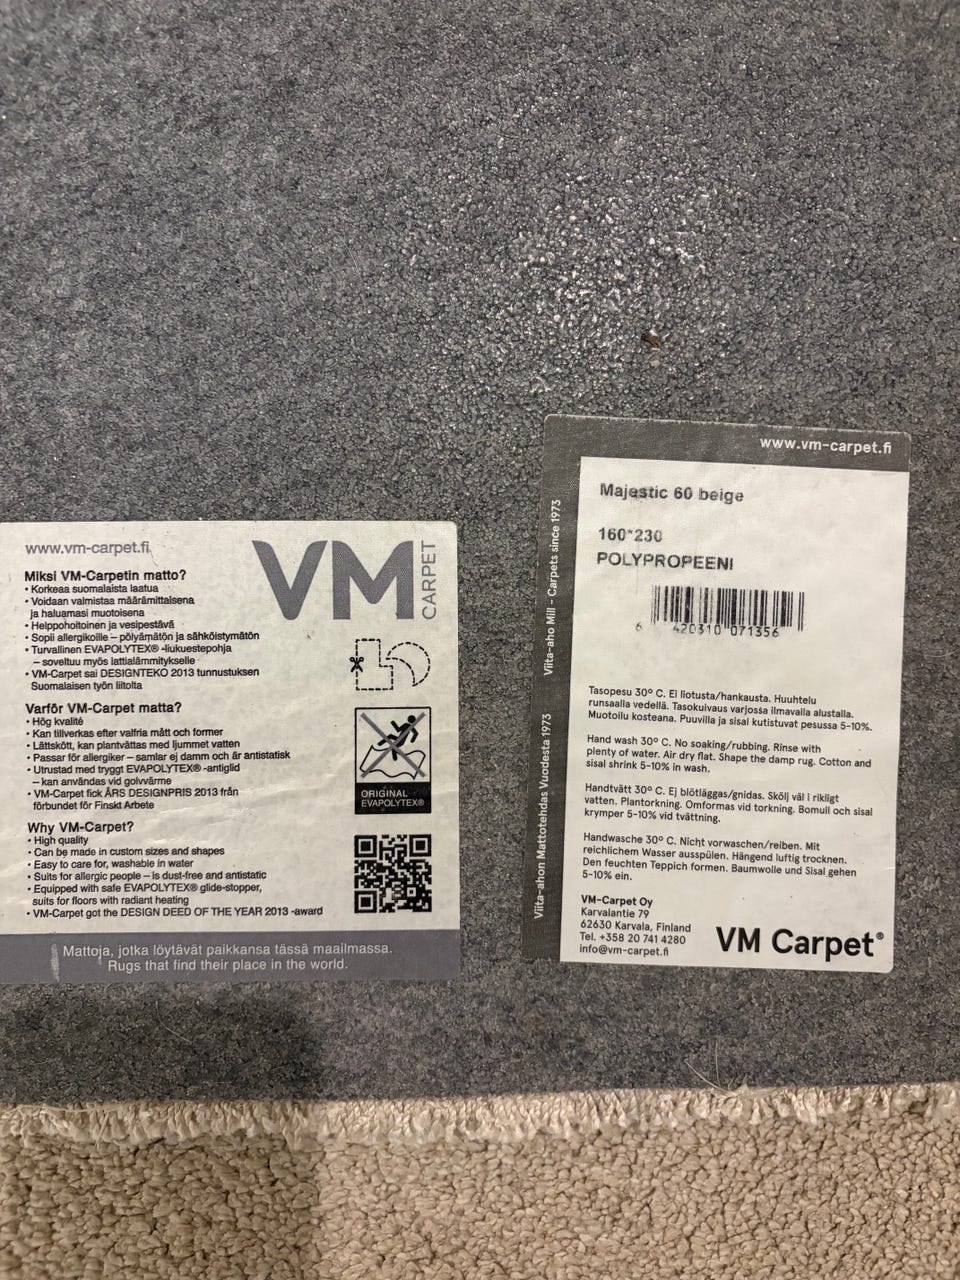 www.vm-carpet.fi
VM
CARPET
Miksi VM-Carpetin matto?
• Korkeaa suomalaista laatua
• Voidaan valmistaa määrämittaisena
ja haluamasi muotoisena
• Helppohoitoinen ja vesipestävä
• Sopii allergikoille – pölyämätön ja sähköistymätön
• Turvallinen EVAPOLYTEX® -liukuestepohja
– soveltuu myös lattialämmitykselle
• VM-Carpet sai DESIGNTEKO 2013 tunnustuksen
Suomalaisen työn liitolta
Varför VM-Carpet matta?
• Hög kvalité
• Kan tillverkas efter valfria mått och former
• Lättskött, kan plantvättas med ljummet vatten
• Passar för allergiker – samlar ej damm och är antistatisk
• Utrustad med tryggt EVAPOLYTEX® -antiglid
– kan användas vid golvvärme
• VM-Carpet fick ÅRS DESIGNPRIS 2013 från
förbundet för Finskt Arbete
ORIGINAL
EVAPOLYTEX®
Why VM-Carpet?
• High quality
• Can be made in custom sizes and shapes
• Easy to care for, washable in water
• Suits for allergic people – is dust-free and antistatic
• Equipped with safe EVAPOLYTEX® glide-stopper,
suits for floors with radiant heating
• VM-Carpet got the DESIGN DEED OF THE YEAR 2013 -award
Mattoja, jotka löytävät paikkansa tässä maailmassa.
Rugs that find their place in the world.
www.vm-carpet.fi
Viita-ahon Mattotehdas Vuodesta 1973
Viita-aho Mill - Carpets since 1973
Majestic 60 beige
160*230
POLYPROPEENI
6 420310 071356
Tasopesu 30º C. Ei liotusta/hankausta. Huuhtelu
runsaalla vedellä. Tasokuivaus varjossa ilmavalla alustalla.
Muotoilu kosteana. Puuvilla ja sisal kutistuvat pesussa 5-10%.
Hand wash 30º C. No soaking/rubbing. Rinse with
plenty of water. Air dry flat. Shape the damp rug. Cotton and
sisal shrink 5-10% in wash.
Handtvätt 30º C. Ej blötläggas/gnidas. Skölj väl i rikligt
vatten. Plantorkning. Omformas vid torkning. Bomull och sisal
krymper 5-10% vid tvättning.
Handwasche 30º C. Nicht vorwaschen/reiben. Mit
reichlichem Wasser ausspülen. Hängend luftig trocknen.
Den feuchten Teppich formen. Baumwolle und Sisal gehen
5-10% ein.
VM-Carpet Oy
Karvalantie 79
62630 Karvala, Finland
Tel. +358 20 741 4280
info@vm-carpet.fi
VM Carpet®